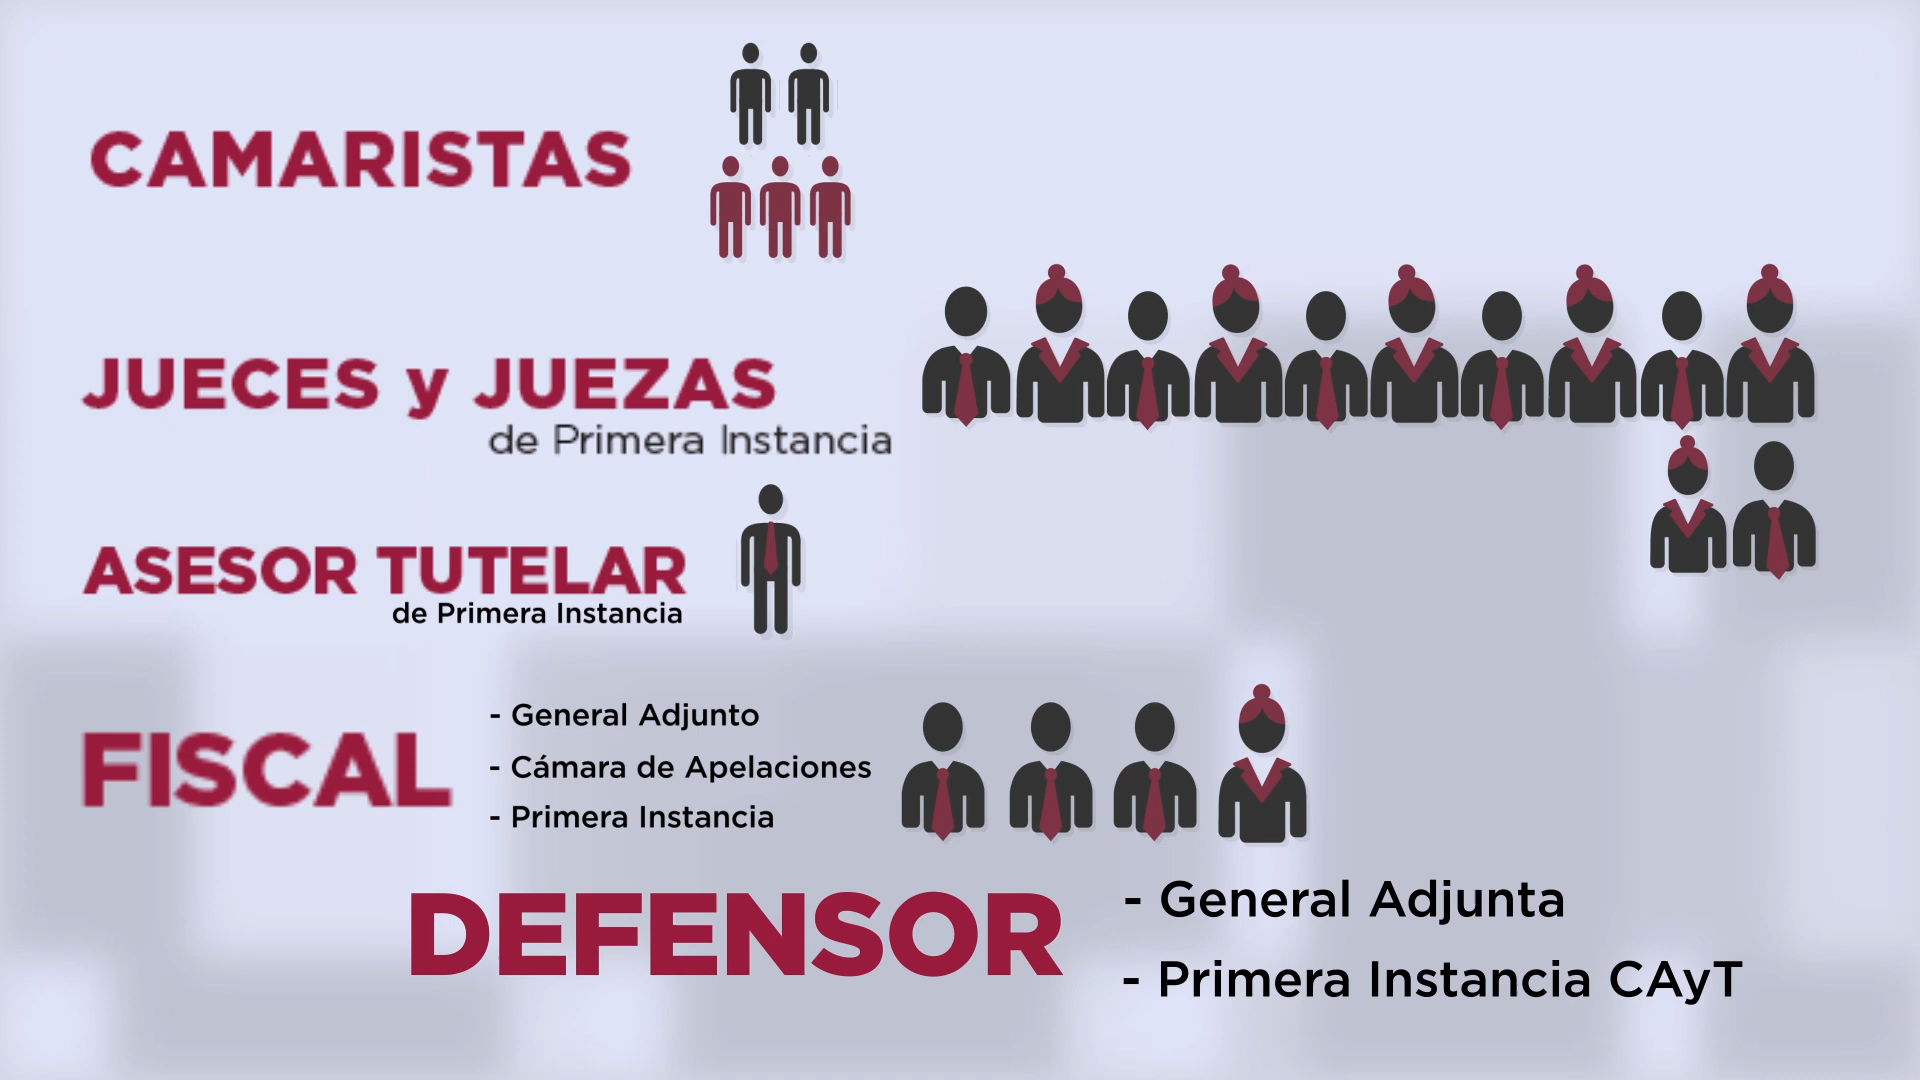 CAMARISTAS
JUECES y JUEZAS
de Primera Instancia
ASESOR TUTELAR
de Primera Instancia
FISCAL
- General Adjunto
- Cámara de Apelaciones
- Primera Instancia
DEFENSOR
- General Adjunta
- Primera Instancia CAyT